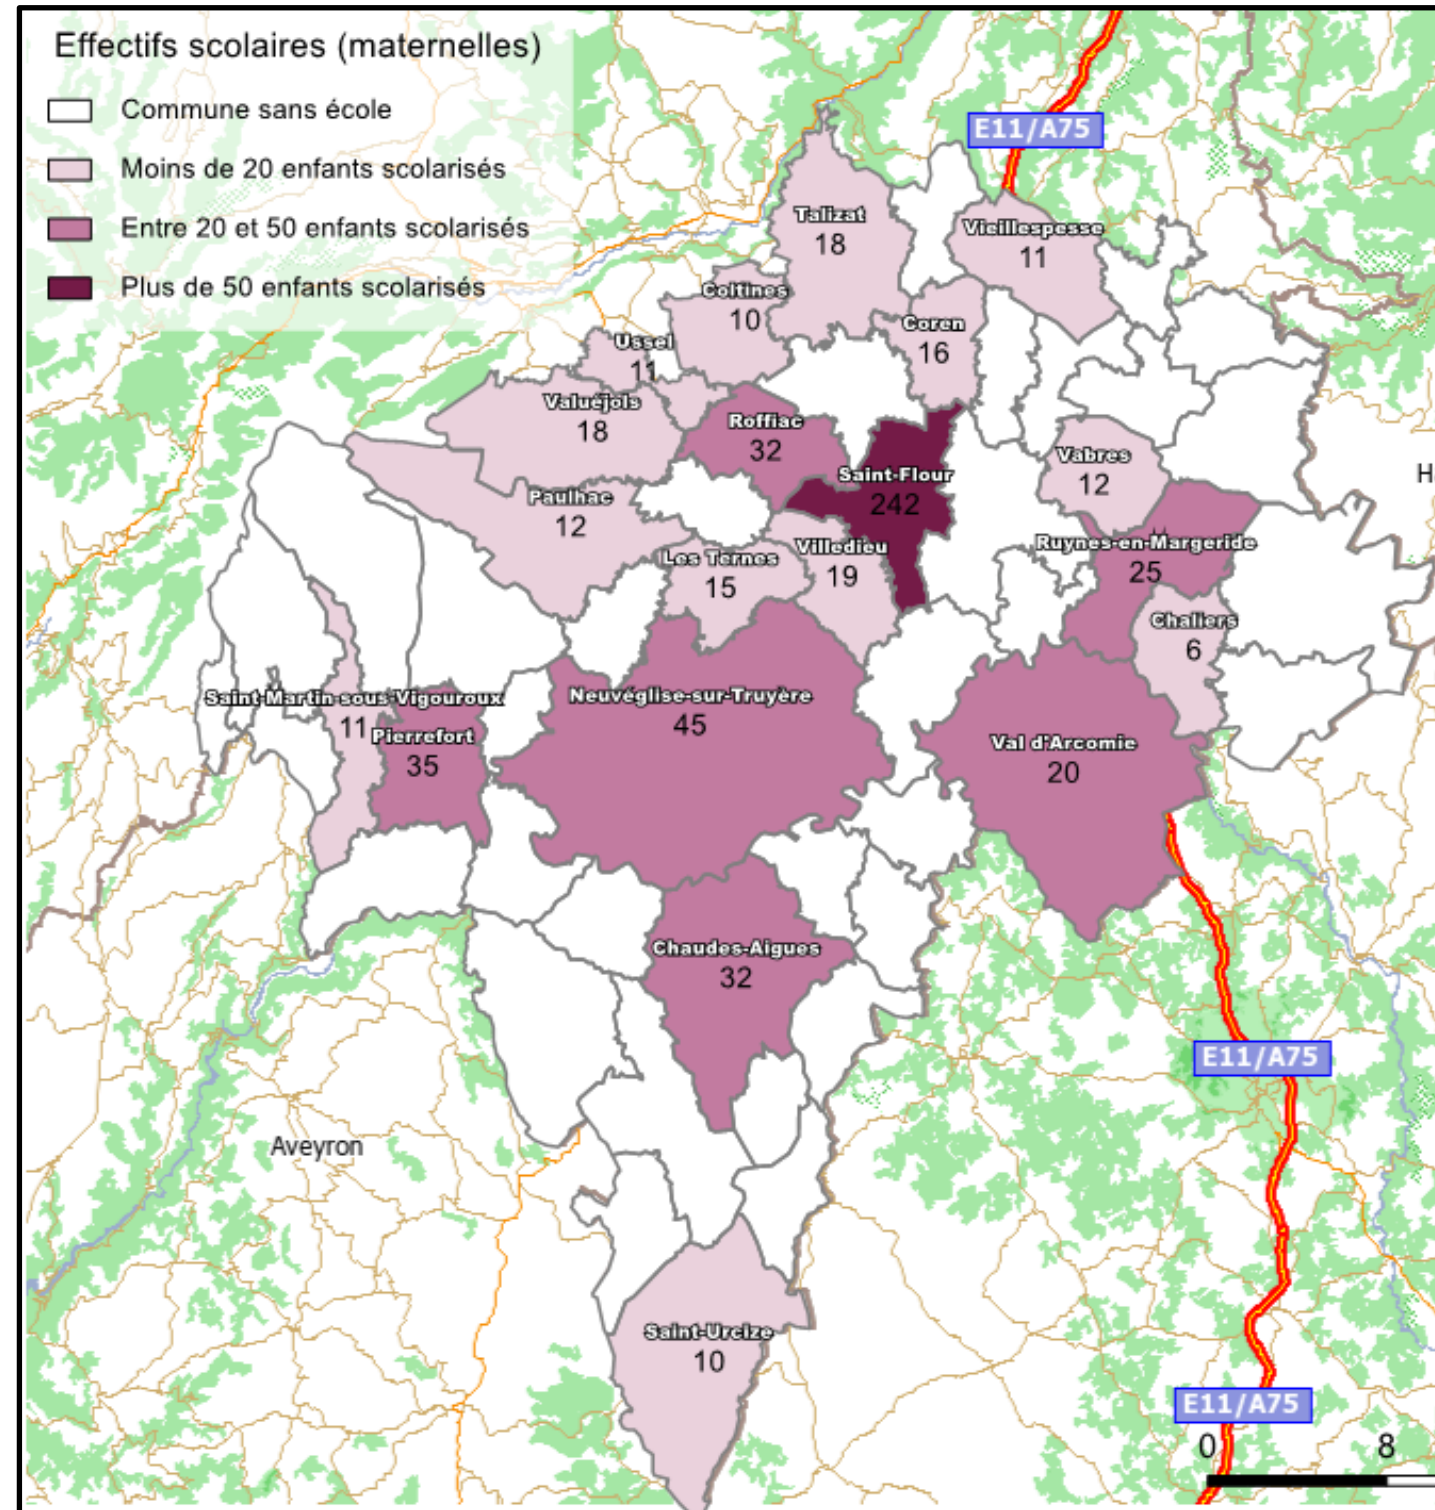 Effectifs scolaires (maternelles)
Commune sans école
Moins de 20 enfants scolarisés
Entre 20 et 50 enfants scolarisés
Plus de 50 enfants scolarisés
E11/A75
Talizat
18
Vieillespesse
11
Coltines
10
Coren
16
Ussel
11
Valuéjols
18
Roffiac
32
Saint-Flour
242
Vabres
12
Paulhac
12
Les Ternes
15
Villedieu
19
Ruynes-en-Margeride
25
Chaliers
6
Saint-Martin-sous-Vigouroux
11
Pierrefort
35
Neuvéglise-sur-Truyère
45
Val d'Arcomie
20
Chaudes-Aigues
32
E11/A75
Aveyron
Saint-Urcize
10
E11/A75
0 8